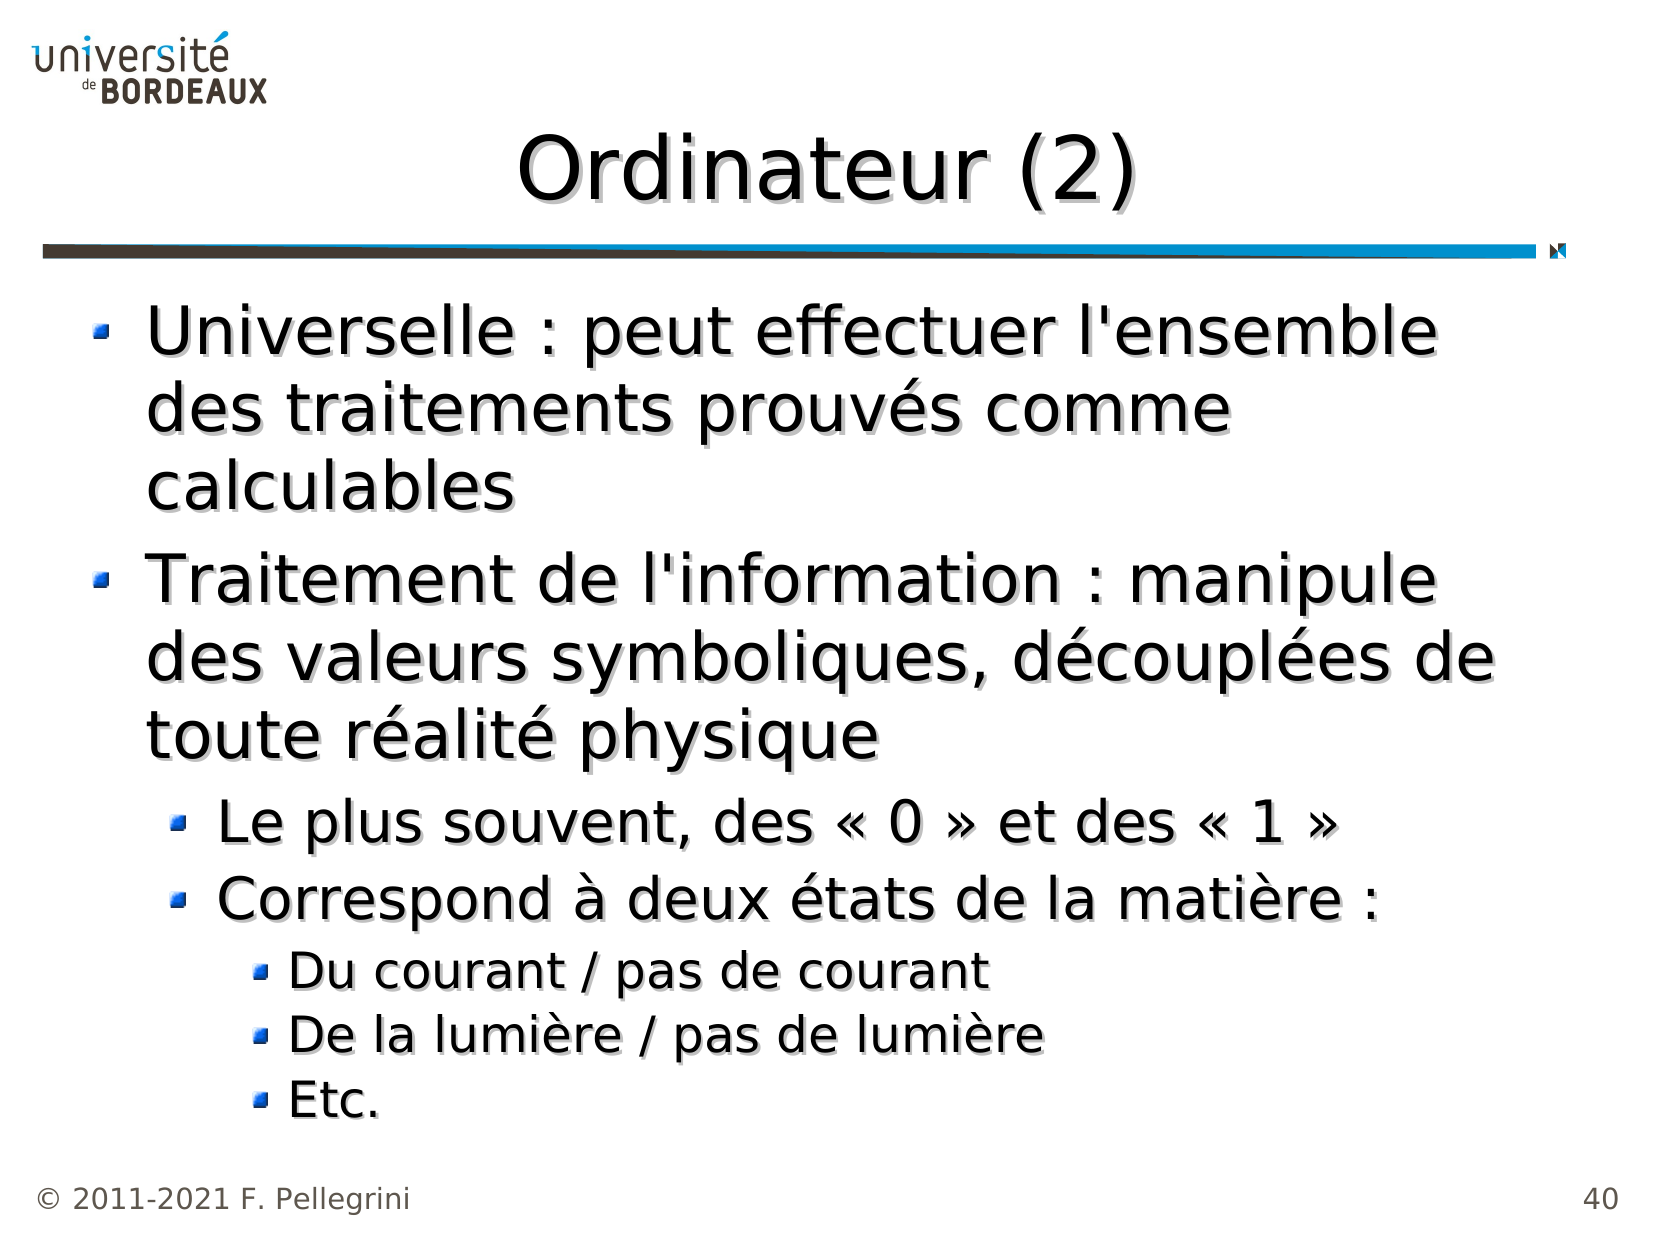 université
de BORDEAUX
Ordinateur (2)
Universelle : peut effectuer l'ensemble
des traitements prouvés comme
calculables
Traitement de l'information : manipule
des valeurs symboliques, découplées de
toute réalité physique
Le plus souvent, des « 0 » et des « 1 »
Correspond à deux états de la matière :
Du courant / pas de courant
De la lumière / pas de lumière
Etc.
© 2011-2021 F. Pellegrini
40